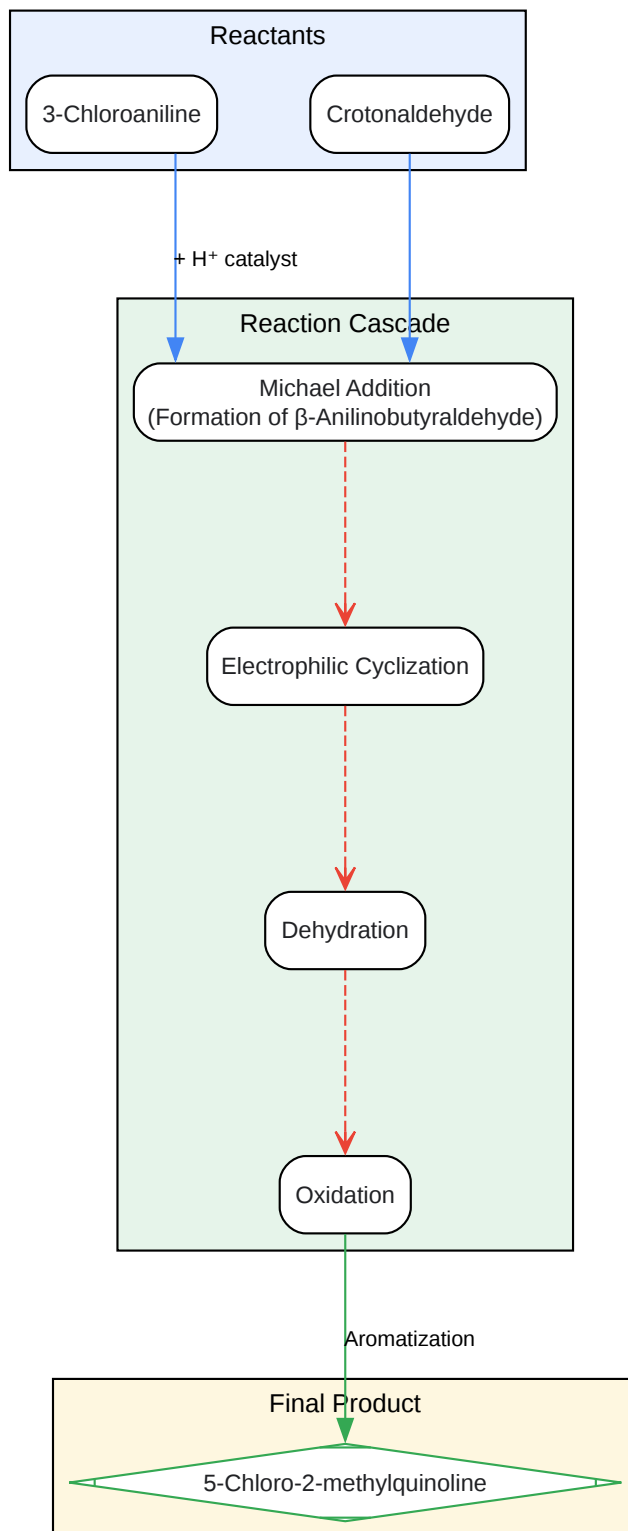 Reactants
3-Chloroaniline
Crotonaldehyde
+ H⁺ catalyst
Reaction Cascade
Michael Addition
(Formation of β-Anilinobutyraldehyde)
Electrophilic Cyclization
Dehydration
Oxidation
Aromatization
Final Product
5-Chloro-2-methylquinoline